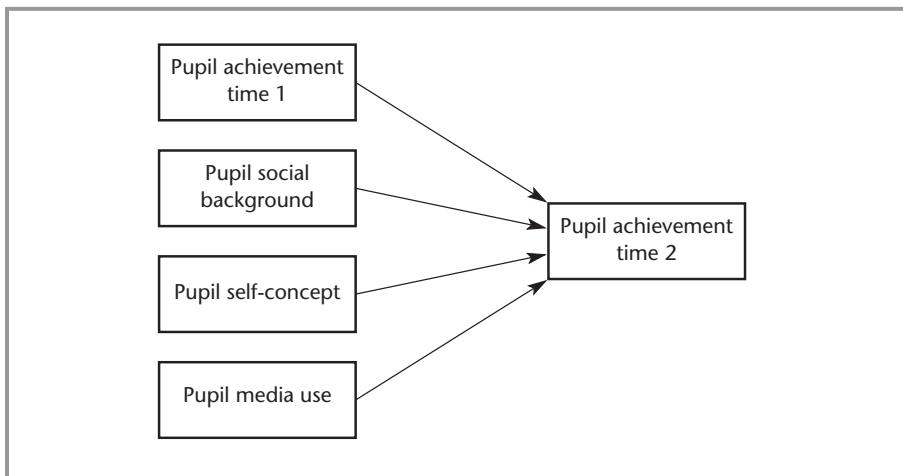 Pupil achievement
time 1
Pupil social
background
Pupil self-concept
Pupil media use
Pupil achievement
time 2